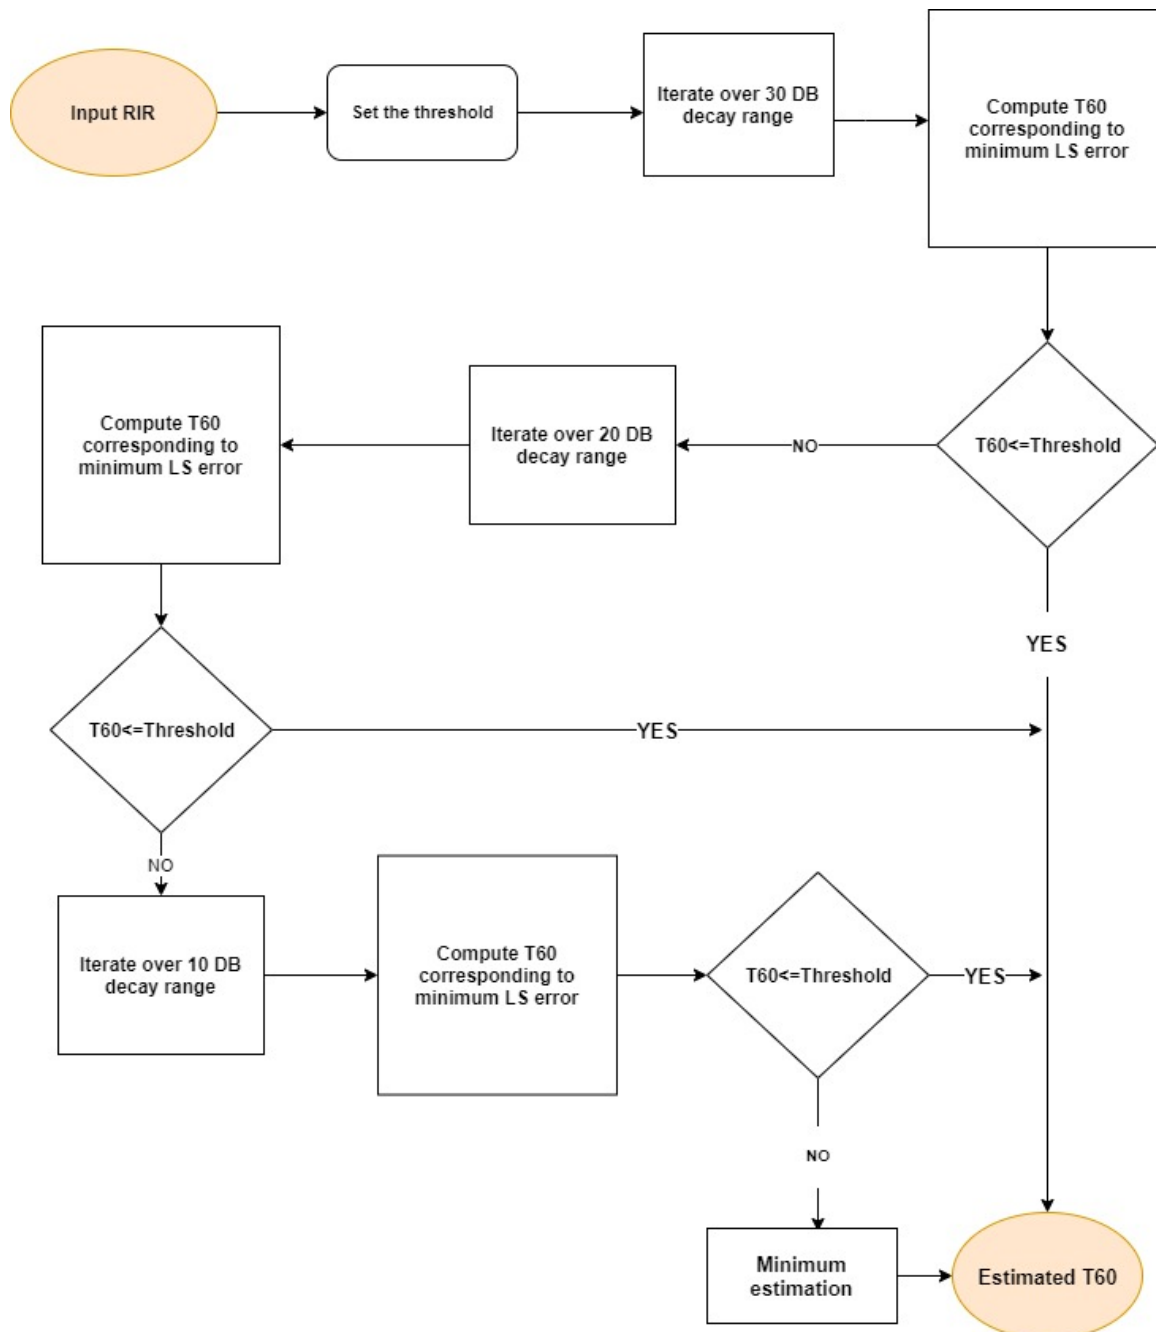 Input RIR
Set the threshold
Iterate over 30 DB
decay range
Compute T60
corresponding to
minimum LS error
T60<=Threshold
NO
Iterate over 20 DB
decay range
Compute T60
corresponding to
minimum LS error
YES
T60<=Threshold
YES
NO
Iterate over 10 DB
decay range
Compute T60
corresponding to
minimum LS error
T60<=Threshold
YES
NO
Minimum
estimation
Estimated T60